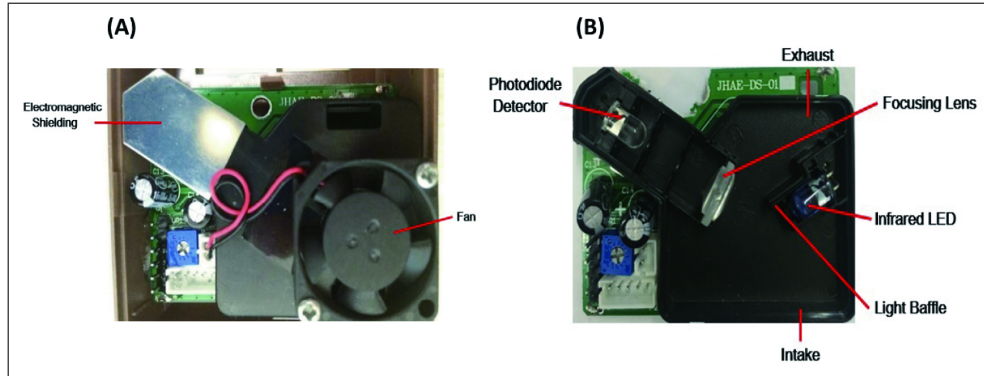 (A)
(B)
Electromagnetic
Shielding
Fan
Exhaust
Photodiode
Detector
JHAE-DS-01
Focusing Lens
Infrared LED
Light Baffle
Intake